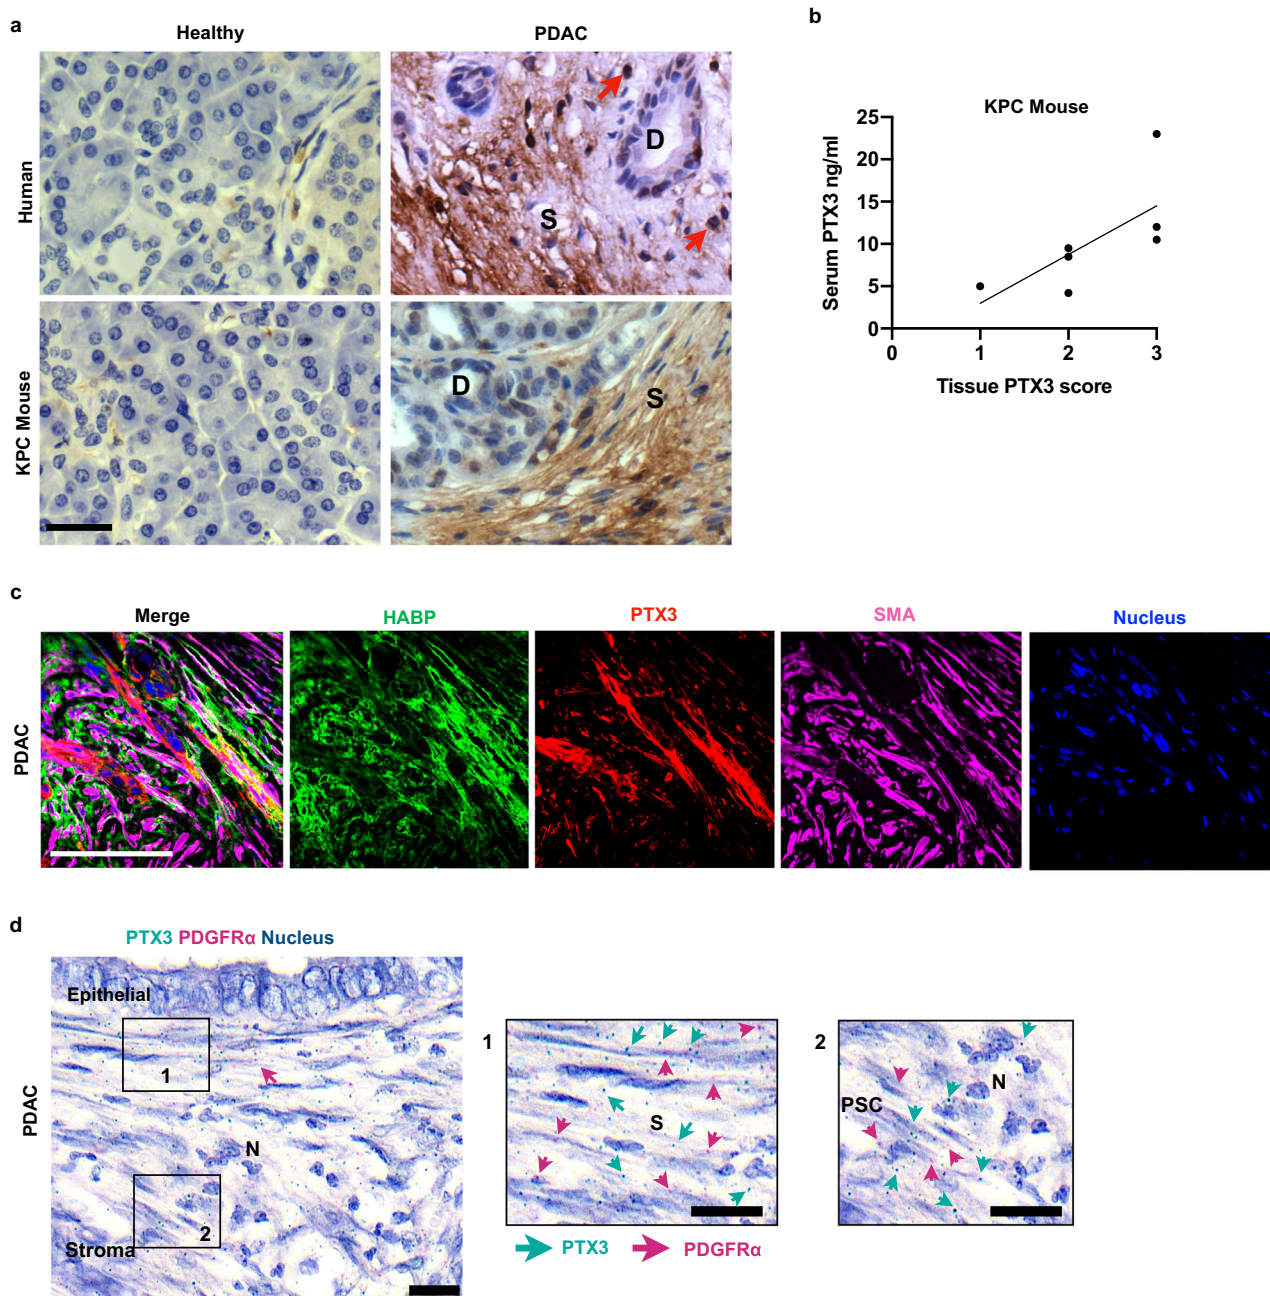 a
Healthy
PDAC
Human
D
S
KPC Mouse
D
S
b
KPC Mouse
Serum PTX3 ng/ml
25
20
15
10
5
0
0
1
2
3
Tissue PTX3 score
c
Merge
HABP
PTX3
SMA
Nucleus
PDAC
d
PTX3 PDGFRα Nucleus
PDAC
Epithelial
1
N
2
Stroma
1
S
2
N
PSC
PTX3
PDGFRα